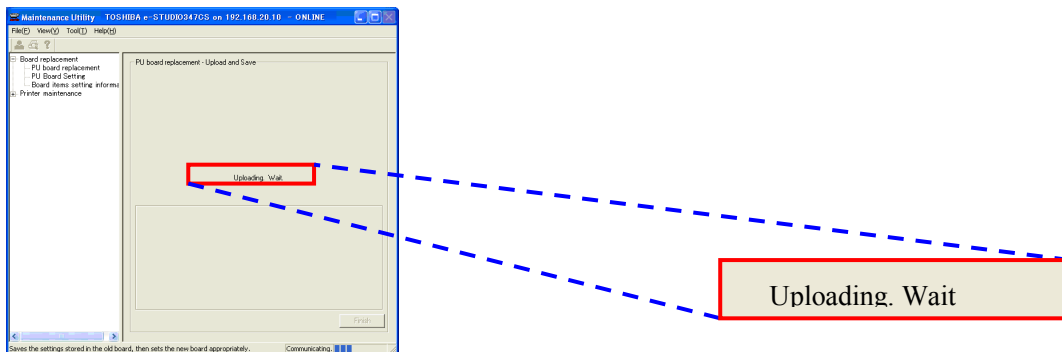 Maintenance Utility TOSHIBA e-STUDIO347CS on 192.168.20.10 - ONLINE
File(F) View(V) Tool(T) Help(H)
Board replacement
PU board replacement
PU Board Setting
Board items setting informa
Printer maintenance
PU board replacement - Upload and Save
Uploading. Wait.
Uploading. Wait
Finish
Saves the settings stored in the old board, then sets the new board appropriately.
Communicating.